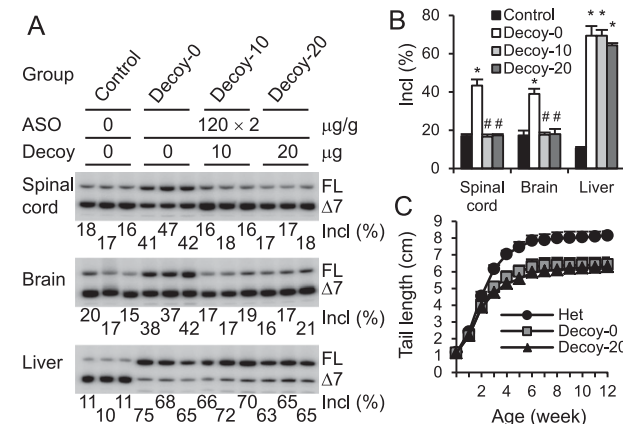 A
Group
Control
Decoy-0
Decoy-10
Decoy-20
ASO 0 120 × 2 µg/g
Decoy 0 0 10 20 µg
Spinal cord
FL
Δ7
18 17 16 41 47 42 16 18 16 17 17 18 Incl (%)
Brain
FL
Δ7
20 17 15 38 37 42 17 17 19 16 17 21 Incl (%)
Liver
FL
Δ7
11 10 11 75 68 65 66 72 70 63 65 65 Incl (%)
B
Incl (%)
80
60
40
20
0
Control
Decoy-0
Decoy-10
Decoy-20
*
# #
*
# #
* *
*
Spinal cord
Brain
Liver
C
Tail length (cm)
9
8
7
6
5
4
3
2
1
0
Het
Decoy-0
Decoy-20
2 4 6 8 10 12
Age (week)